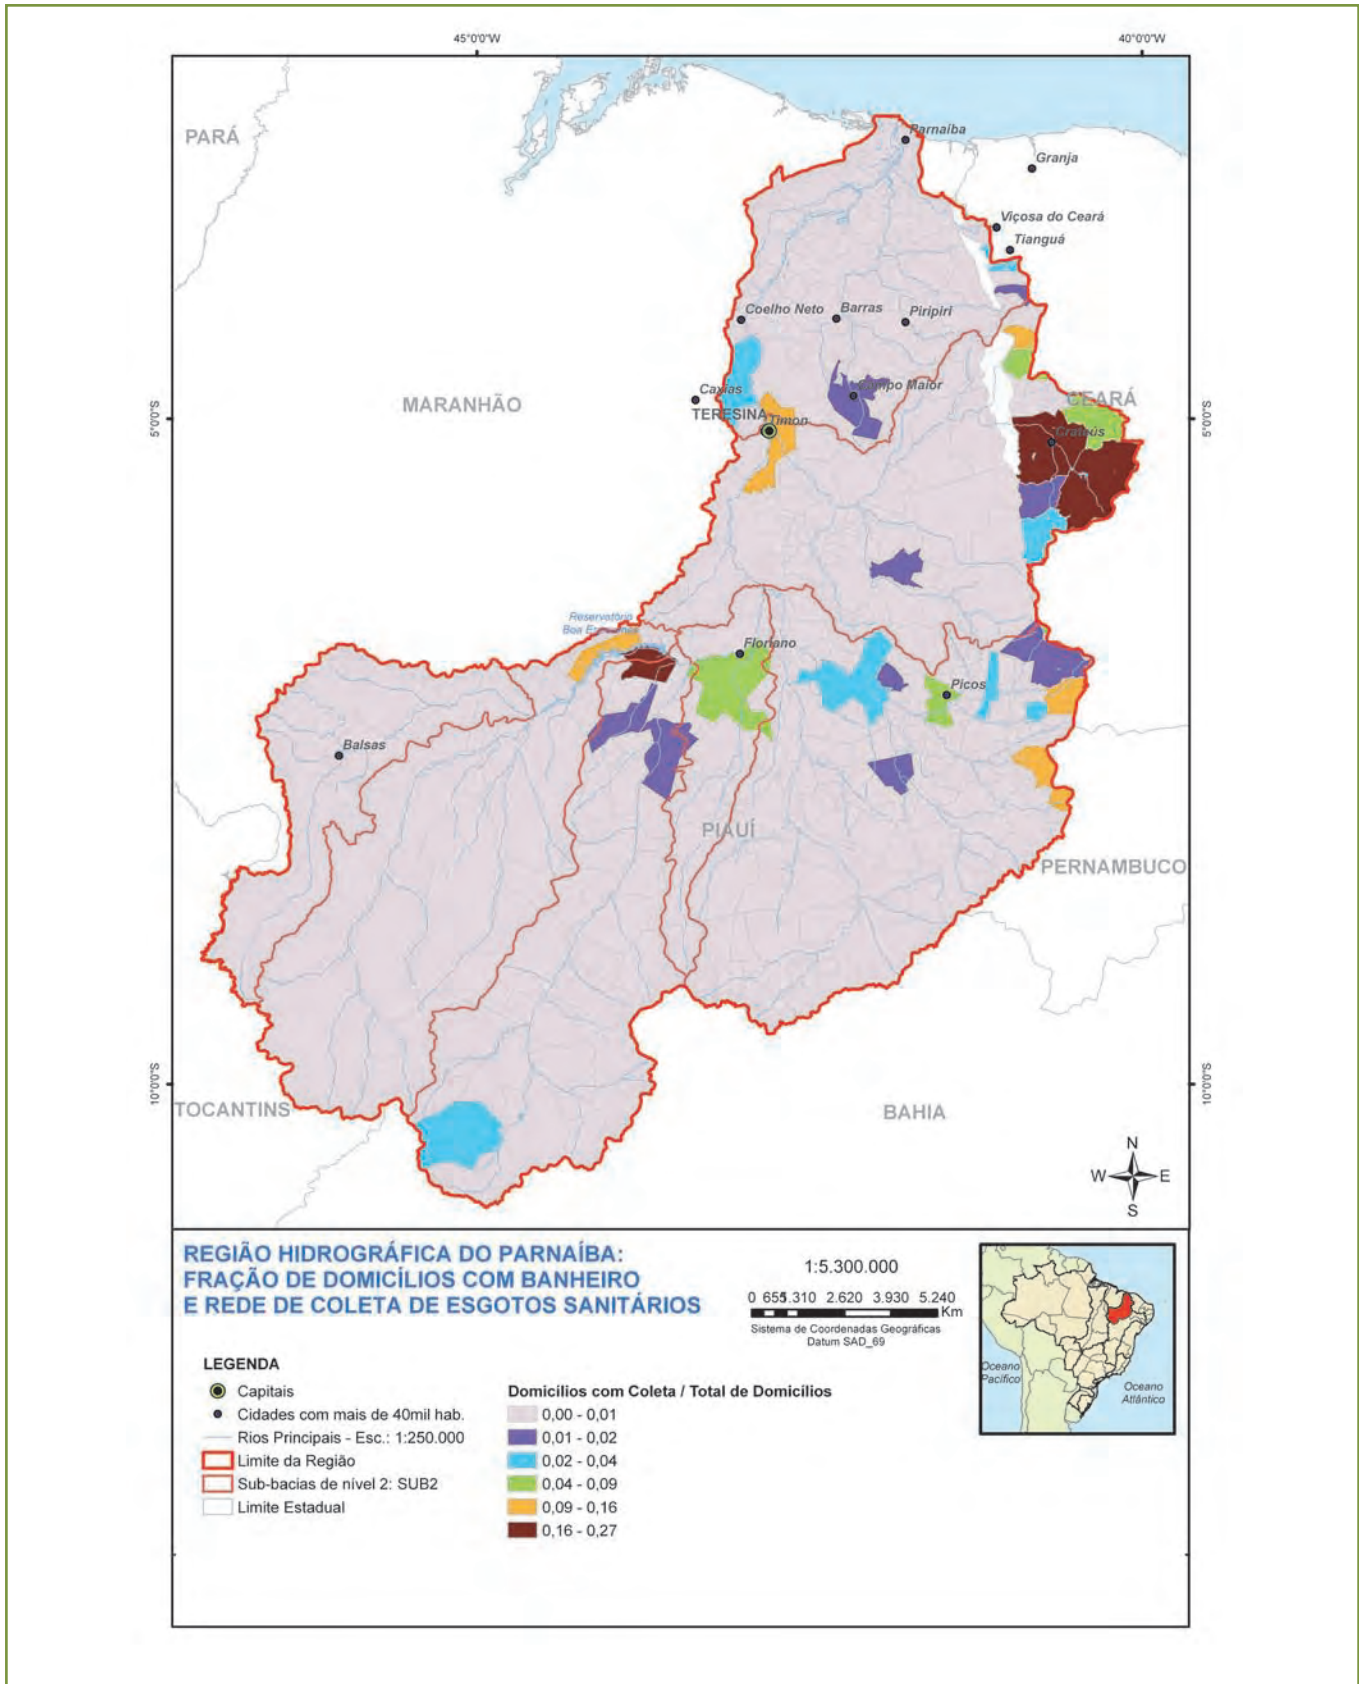 45°0'0"W
40°0'0"W
PARÁ
Parnaíba
Granja
Viçosa do Ceará
Tianguá
Coelho Neto
Barras
Piripiri
Caxias
Campo Maior
MARANHÃO
CEARÁ
TERESINA
Timon
Crateús
5°0'0"S
5°0'0"S
Reservatório
Boa Esperança
Floriano
Picos
Balsas
PIAUÍ
PERNAMBUCO
10°0'0"S
10°0'0"S
TOCANTINS
BAHIA
N
W
E
S
REGIÃO HIDROGRÁFICA DO PARNAÍBA:
FRAÇÃO DE DOMICÍLIOS COM BANHEIRO
E REDE DE COLETA DE ESGOTOS SANITÁRIOS
1:5.300.000
0 655 1.310 2.620 3.930 5.240
Km
Sistema de Coordenadas Geográficas
Datum SAD_69
Oceano
Pacífico
Oceano
Atlântico
LEGENDA
Capitais
Cidades com mais de 40mil hab.
Rios Principais - Esc.: 1:250.000
Limite da Região
Sub-bacias de nível 2: SUB2
Limite Estadual
Domicílios com Coleta / Total de Domicílios
0,00 - 0,01
0,01 - 0,02
0,02 - 0,04
0,04 - 0,09
0,09 - 0,16
0,16 - 0,27